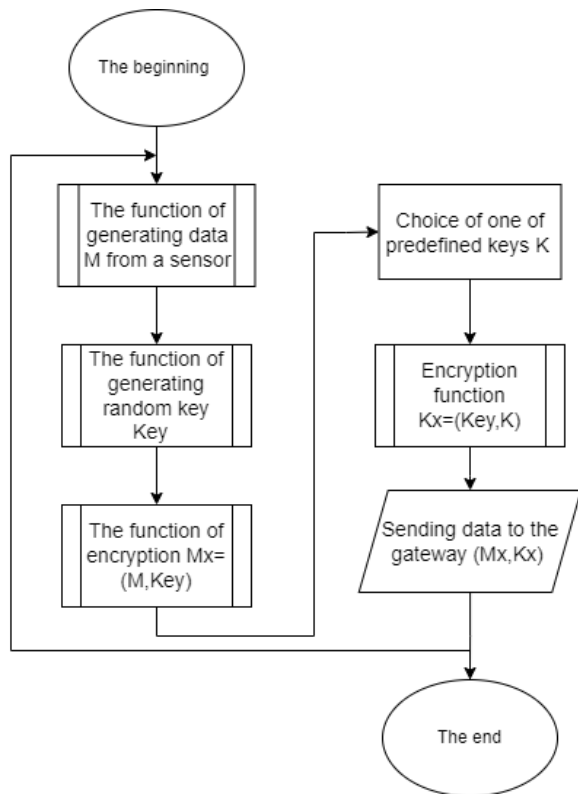 The beginning
The function of
generating data
M from a sensor
The function of
generating
random key
Key
The function of
encryption Mx=
(M,Key)
Choice of one of
predefined keys K
Encryption
function
Kx=(Key,K)
Sending data to the
gateway (Mx,Kx)
The end